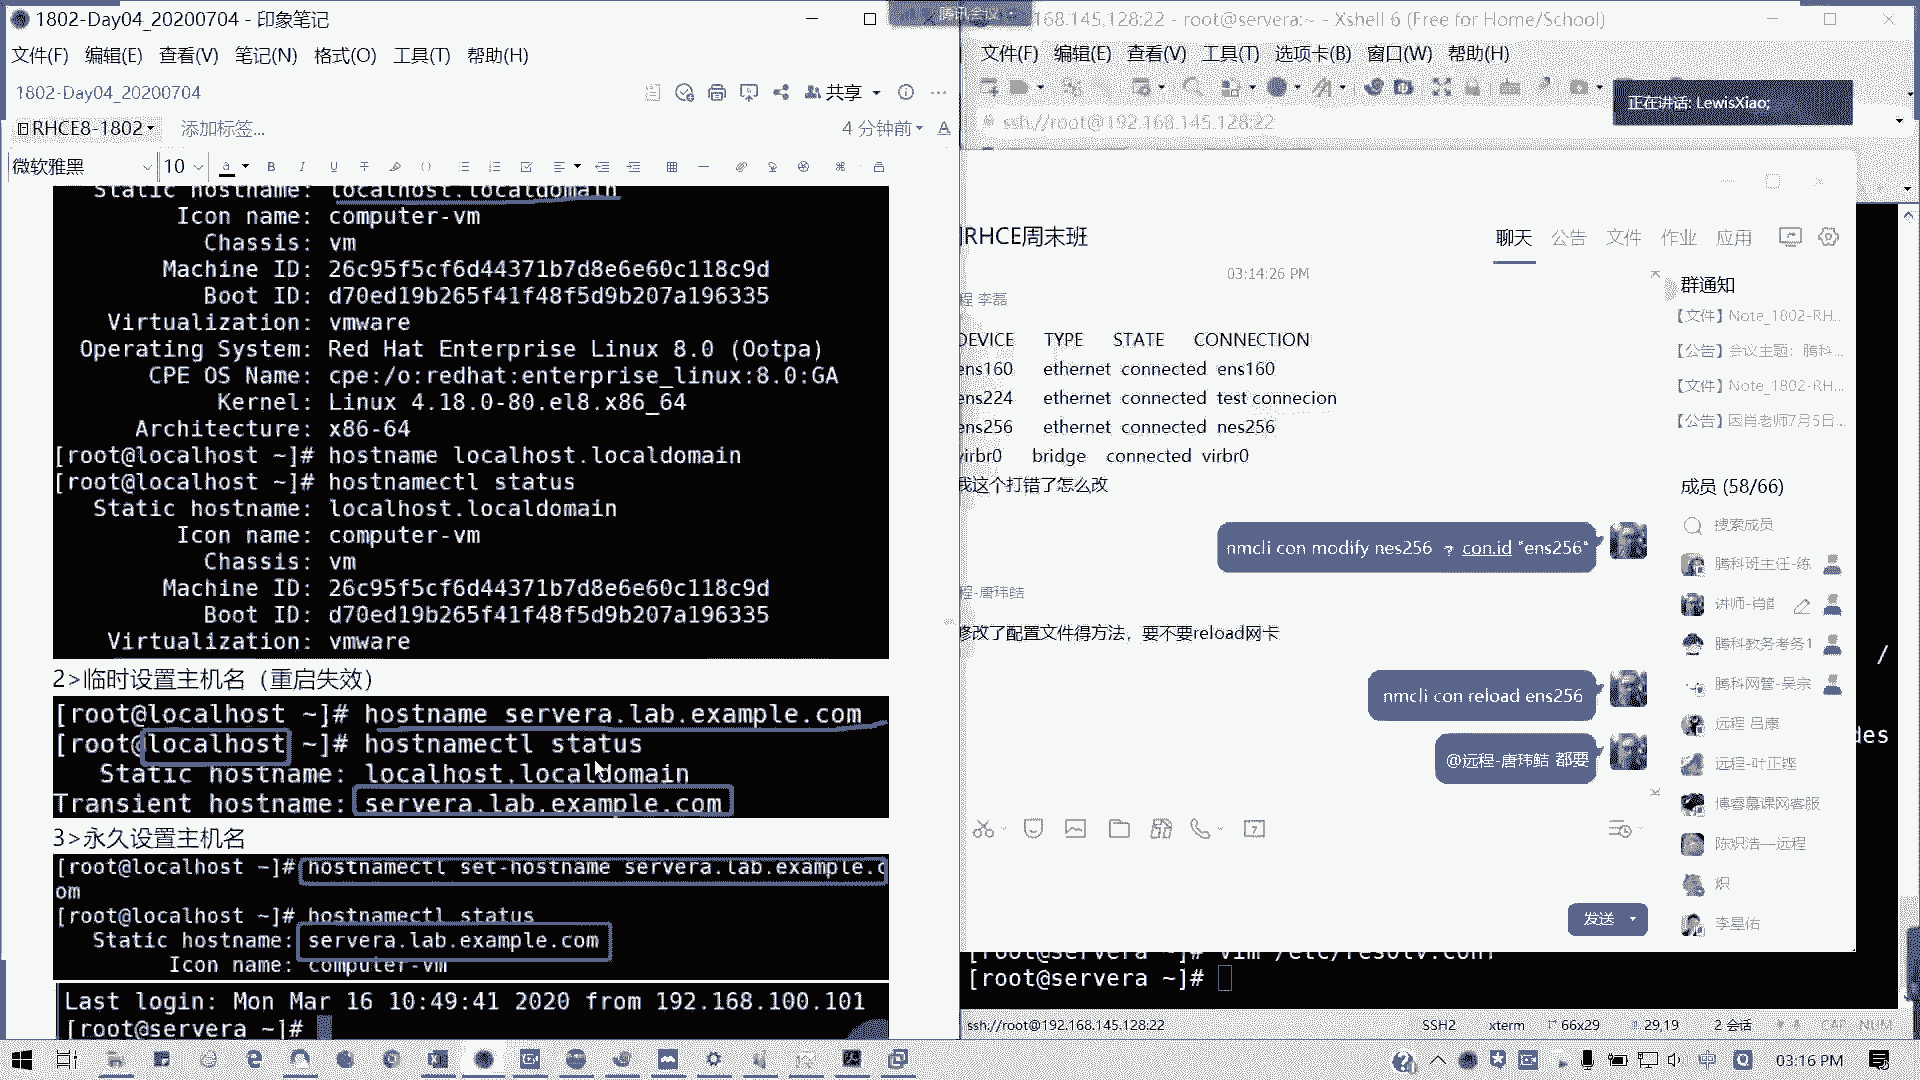 1802-Day04_20200704 - 印象笔记
文件(F) 编辑(E) 查看(V) 笔记(N) 格式(O) 工具(T) 帮助(H)
1802-Day04_20200704
共享
RHCE8-1802
添加标签...
4 分钟前
微软雅黑 10
Static hostname: localhost.localdomain
Icon name: computer-vm
Chassis: vm
Machine ID: 26c95f5cf6d44371b7d8e6e60c118c9d
Boot ID: d70ed19b265f41f48f5d9b207a196335
Virtualization: vmware
Operating System: Red Hat Enterprise Linux 8.0 (Ootpa)
CPE OS Name: cpe:/o:redhat:enterprise_linux:8.0:GA
Kernel: Linux 4.18.0-80.el8.x86_64
Architecture: x86-64
[root@localhost ~]# hostname localhost.localdomain
[root@localhost ~]# hostnamectl status
Static hostname: localhost.localdomain
Icon name: computer-vm
Chassis: vm
Machine ID: 26c95f5cf6d44371b7d8e6e60c118c9d
Boot ID: d70ed19b265f41f48f5d9b207a196335
Virtualization: vmware
2>临时设置主机名（重启失效）
[root@localhost ~]# hostname servera.lab.example.com
[root@localhost ~]# hostnamectl status
Static hostname: localhost.localdomain
Transient hostname: servera.lab.example.com
3>永久设置主机名
[root@localhost ~]# hostnamectl set-hostname servera.lab.example.c
om
[root@localhost ~]# hostnamectl status
Static hostname: servera.lab.example.com
Icon name: computer-vm
Last login: Mon Mar 16 10:49:41 2020 from 192.168.100.101
[root@servera ~]#
腾讯会议
168.145.128:22 - root@servera:~ - Xshell 6 (Free for Home/School)
文件(F) 编辑(E) 查看(V) 工具(T) 选项卡(B) 窗口(W) 帮助(H)
正在讲话: LewisXiao;
ssh://root@192.168.145.128:22
RHCE周末班
聊天 公告 文件 作业 应用
03:14:26 PM
程 李磊
DEVICE TYPE STATE CONNECTION
ens160 ethernet connected ens160
ens224 ethernet connected test connecion
ens256 ethernet connected nes256
virbr0 bridge connected virbr0
我这个打错了怎么改
nmcli con modify nes256 con.id "ens256"
程-唐玮皓
修改了配置文件得方法，要不要reload网卡
nmcli con reload ens256
@远程-唐玮皓 都要
发送
群通知
【文件】Note_1802-RH...
【公告】会议主题：腾科...
【文件】Note_1802-RH...
【公告】因肖老师7月5日...
成员 (58/66)
搜索成员
腾科班主任-练
讲师-肖
腾科教务考务1
腾科网管-吴宗
远程 吕康
远程-叶正铿
博睿慕课网客服
陈炽浩—远程
炽
李星佑
/
des
[root@servera ~]# vim /etc/resolv.conf
[root@servera ~]#
ssh://root@192.168.145.128:22 SSH2 xterm 66x29 29,19 2 会话 CAP NUM
中 03:16 PM